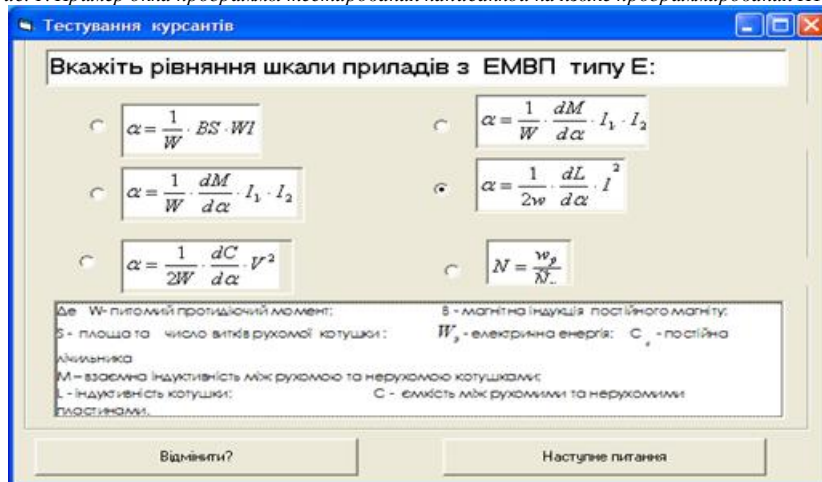 Тестування курсантів
Вкажіть рівняння шкали приладів з ЕМВП типу Е:
α = 1/W · BS · WI
α = 1/W · dM/dα · I₁ · I₂
α = 1/W · dM/dα · I₁ · I₂
α = 1/2w · dL/dα · I²
α = 1/2W · dC/dα · V²
Де W- питомий протидіючий момент; B - магнітна індукція постійного магніту;
S - площа та число витків рухомої котушки; - електрична енергія; C - постійна
лічильника
M – взаємна індуктивність між рухомою та нерухомою котушками;
L - індуктивність котушки; C - ємкість між рухомими та нерухомими
пластинами.
Відмінити?
Наступне питання